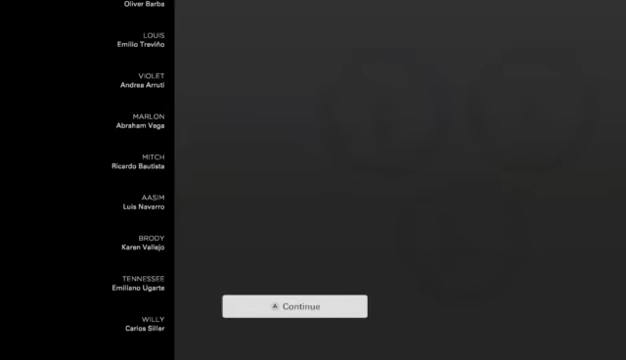 Oliver Barba
LOUIS
Emilio Treviño
VIOLET
Andrea Arruti
MARLON
Abraham Vega
MITCH
Ricardo Bautista
AASIM
Luis Navarro
BRODY
Karen Vallejo
TENNESSEE
Emiliano Ugarte
A Continue
WILLY
Carlos Siller